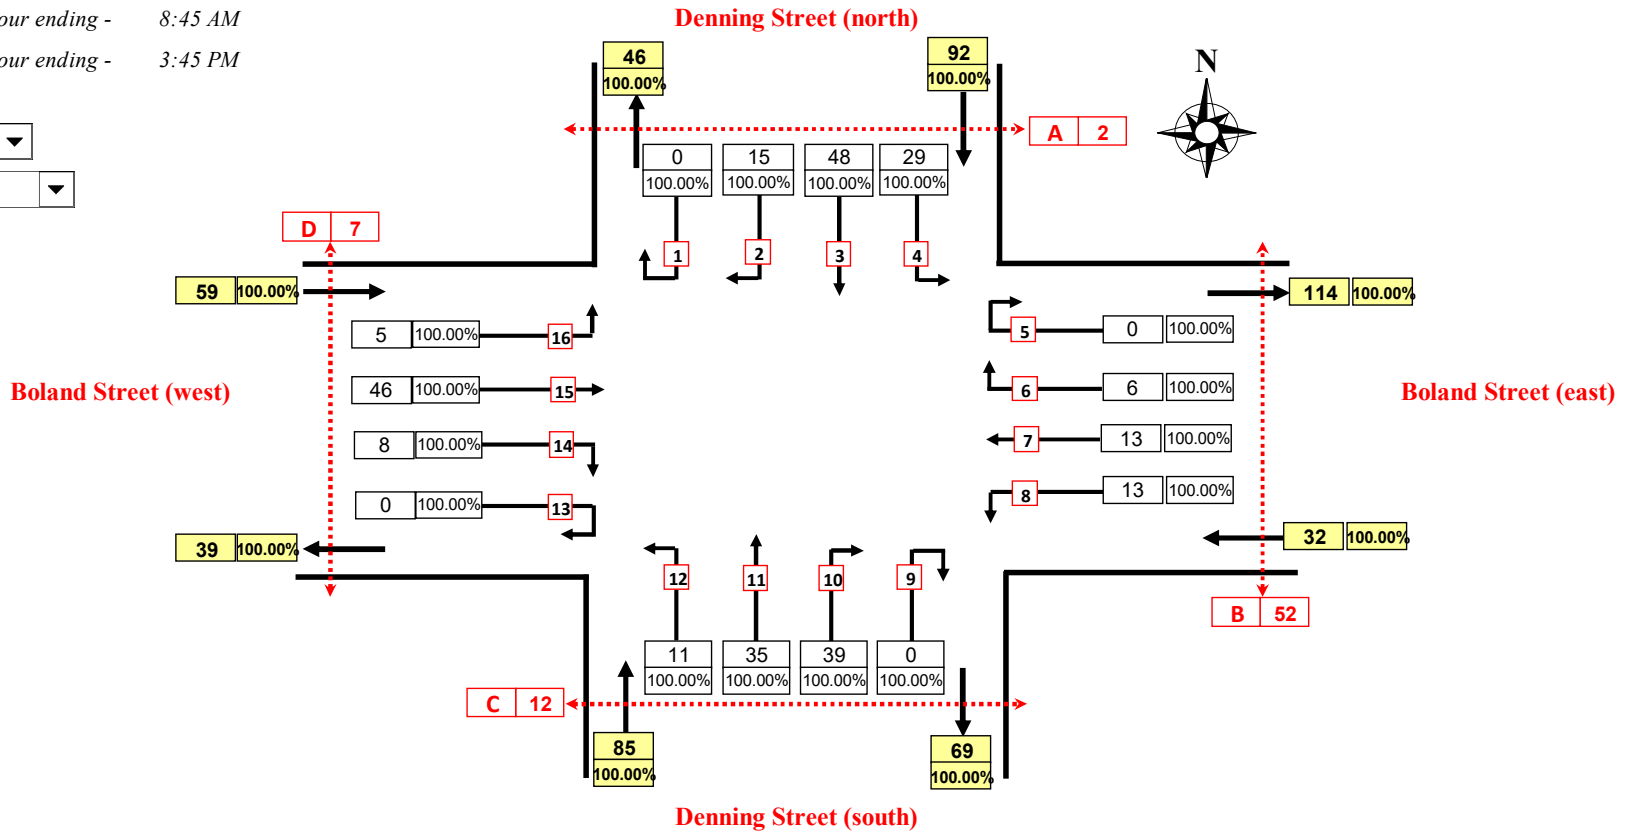 our ending - 8:45 AM
Denning Street (north)
our ending - 3:45 PM
46
100.00%
92
100.00%
N
A 2
0 15 48 29
100.00% 100.00% 100.00% 100.00%
D 7
1 2 3 4
59 100.00%
114 100.00%
5 100.00% 16
5 0 100.00%
Boland Street (west)
46 100.00% 15
6 6 100.00%
Boland Street (east)
8 100.00% 14
7 13 100.00%
0 100.00% 13
8 13 100.00%
39 100.00%
32 100.00%
12 11 10 9
B 52
11 35 39 0
100.00% 100.00% 100.00% 100.00%
C 12
85
100.00%
69
100.00%
Denning Street (south)